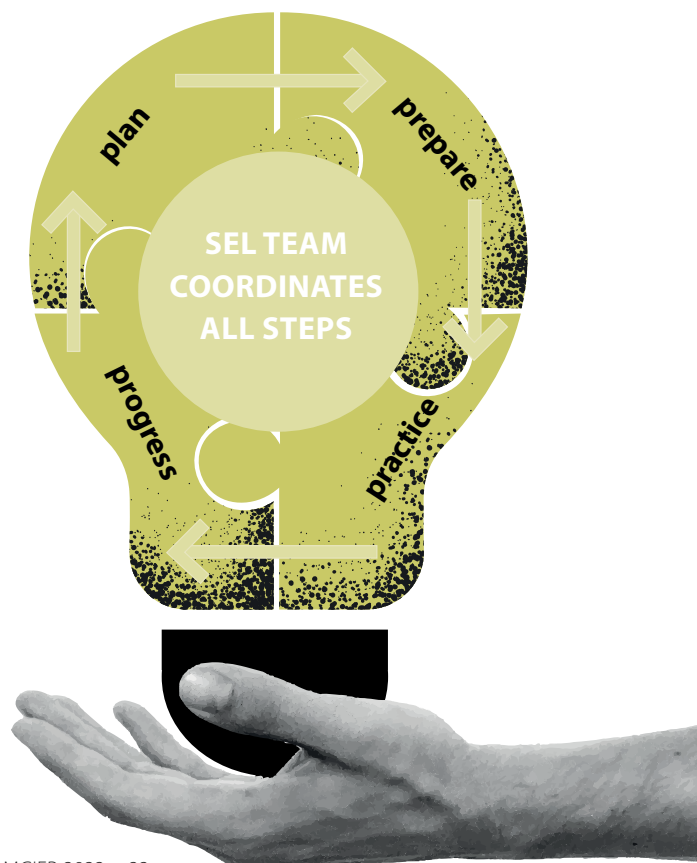 plan
prepare
SEL TEAM
COORDINATES
ALL STEPS
progress
practice